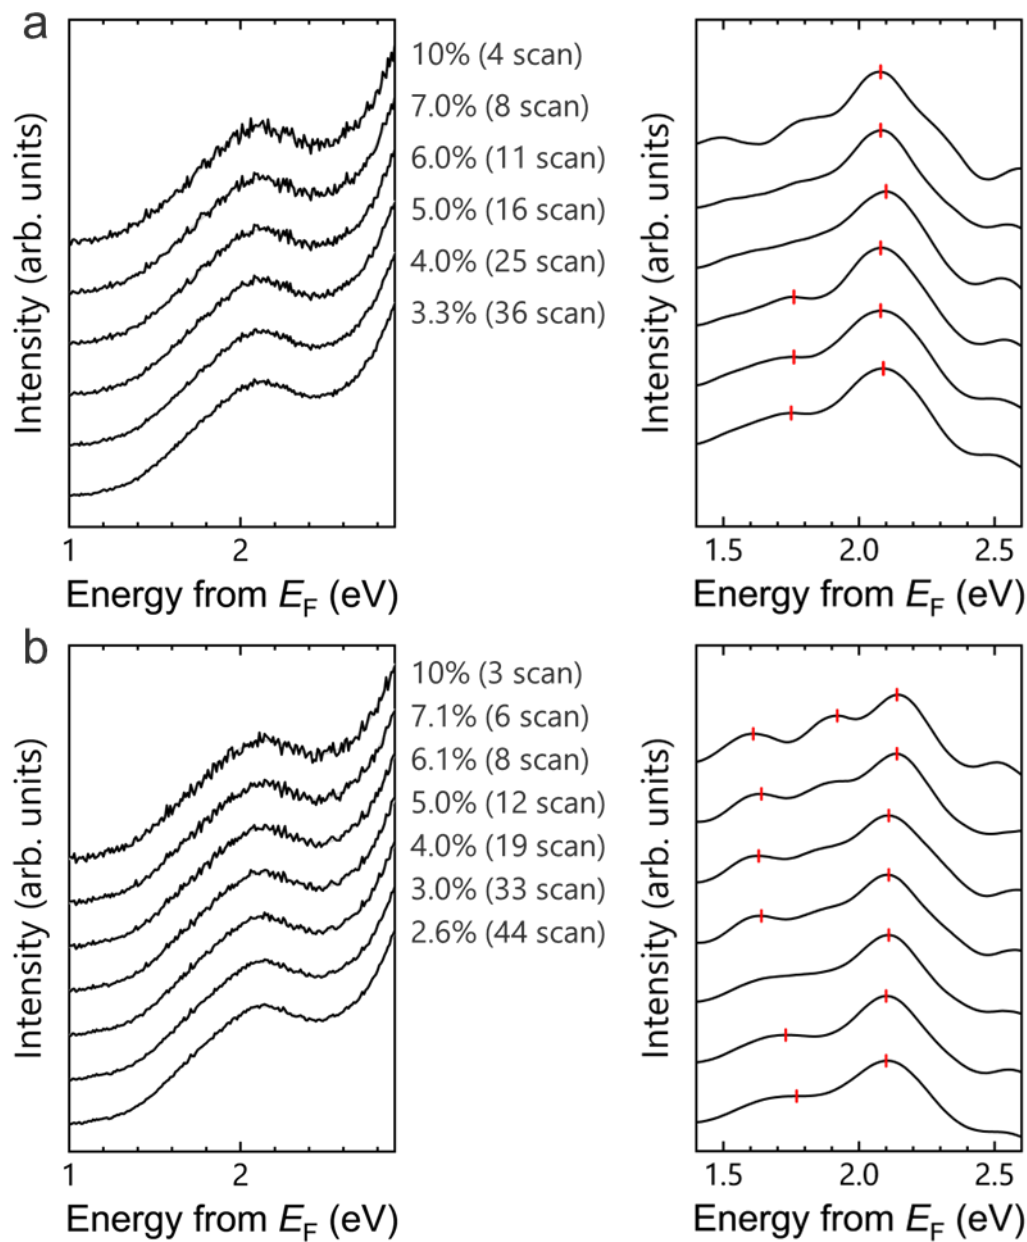 a
Intensity (arb. units)
10% (4 scan)
7.0% (8 scan)
6.0% (11 scan)
5.0% (16 scan)
4.0% (25 scan)
3.3% (36 scan)
1 2
Energy from E_F (eV)
Intensity (arb. units)
1.5 2.0 2.5
Energy from E_F (eV)
b
Intensity (arb. units)
10% (3 scan)
7.1% (6 scan)
6.1% (8 scan)
5.0% (12 scan)
4.0% (19 scan)
3.0% (33 scan)
2.6% (44 scan)
1 2
Energy from E_F (eV)
Intensity (arb. units)
1.5 2.0 2.5
Energy from E_F (eV)